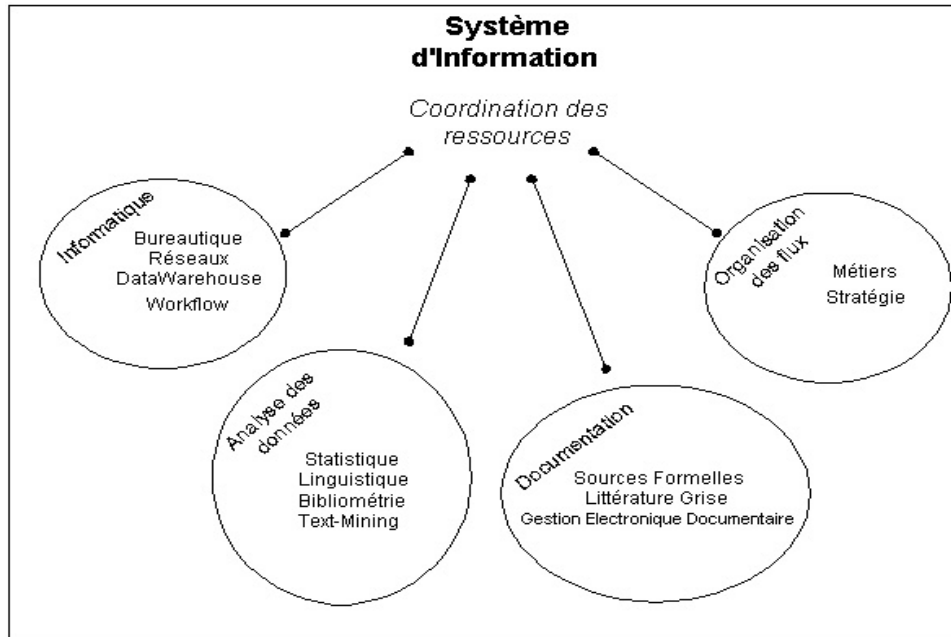 Système
d'Information
Coordination des
ressources
Informatique
Bureautique
Réseaux
DataWarehouse
Workflow
Analyse des
données
Statistique
Linguistique
Bibliométrie
Text-Mining
Documentation
Sources Formelles
Littérature Grise
Gestion Electronique Documentaire
Organisation
des flux
Métiers
Stratégie